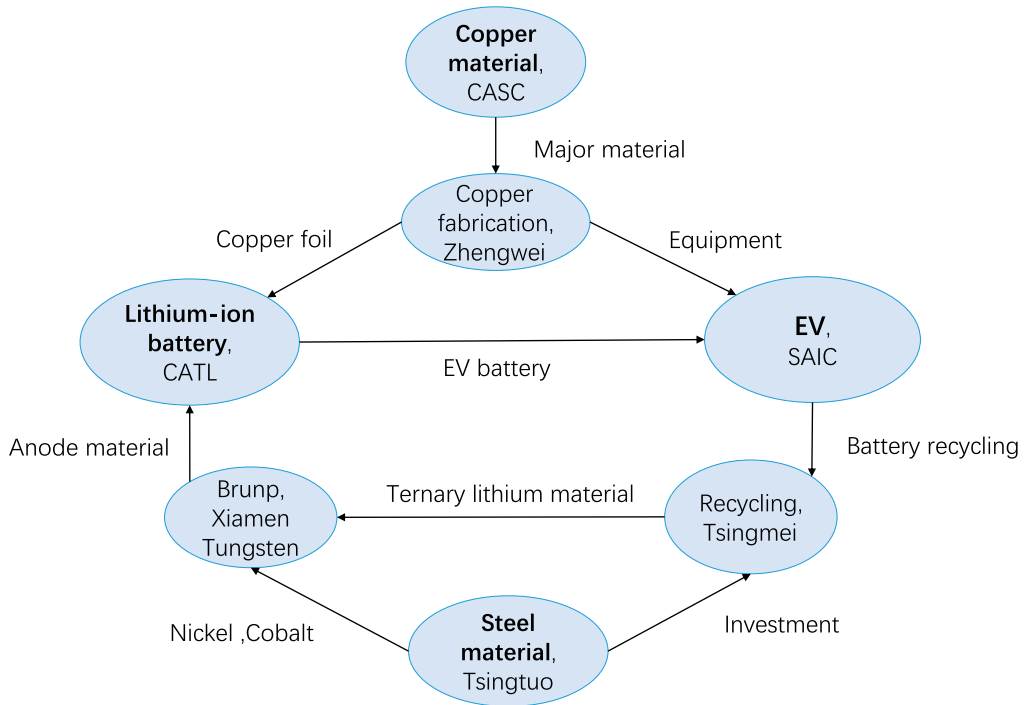 Copper
material,
CASC
Major material
Copper
fabrication,
Zhengwei
Copper foil
Equipment
Lithium-ion
battery,
CATL
EV,
SAIC
EV battery
Anode material
Battery recycling
Brunp,
Xiamen
Tungsten
Ternary lithium material
Recycling,
Tsingmei
Nickel ,Cobalt
Steel
material,
Tsingtuo
Investment